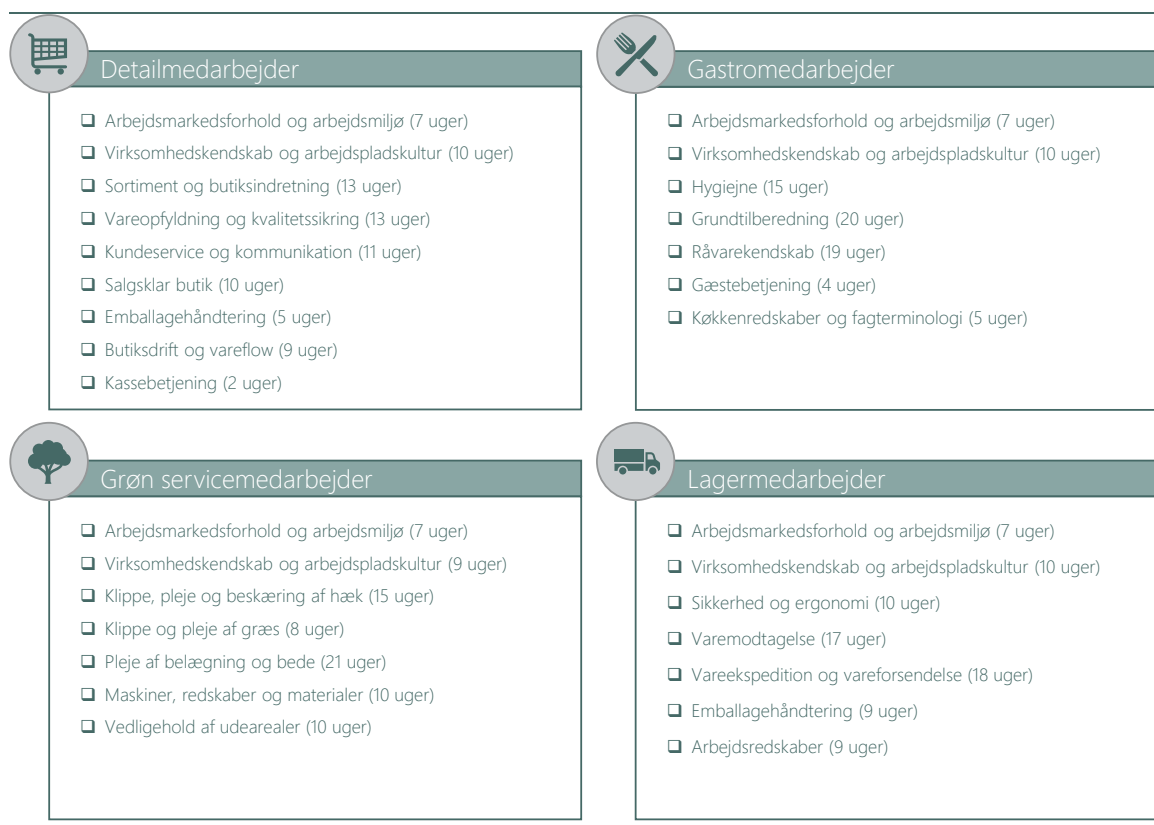 Detailmedarbejder
❑ Arbejdsmarkedsforhold og arbejdsmiljø (7 uger)
❑ Virksomhedskendskab og arbejdspladskultur (10 uger)
❑ Sortiment og butiksindretning (13 uger)
❑ Vareopfyldning og kvalitetssikring (13 uger)
❑ Kundeservice og kommunikation (11 uger)
❑ Salgsklar butik (10 uger)
❑ Emballagehåndtering (5 uger)
❑ Butiksdrift og vareflow (9 uger)
❑ Kassebetjening (2 uger)
Gastromedarbejder
❑ Arbejdsmarkedsforhold og arbejdsmiljø (7 uger)
❑ Virksomhedskendskab og arbejdspladskultur (10 uger)
❑ Hygiejne (15 uger)
❑ Grundtilberedning (20 uger)
❑ Råvarekendskab (19 uger)
❑ Gæstebetjening (4 uger)
❑ Køkkenredskaber og fagterminologi (5 uger)
Grøn servicemedarbejder
❑ Arbejdsmarkedsforhold og arbejdsmiljø (7 uger)
❑ Virksomhedskendskab og arbejdspladskultur (9 uger)
❑ Klippe, pleje og beskæring af hæk (15 uger)
❑ Klippe og pleje af græs (8 uger)
❑ Pleje af belægning og bede (21 uger)
❑ Maskiner, redskaber og materialer (10 uger)
❑ Vedligehold af udearealer (10 uger)
Lagermedarbejder
❑ Arbejdsmarkedsforhold og arbejdsmiljø (7 uger)
❑ Virksomhedskendskab og arbejdspladskultur (10 uger)
❑ Sikkerhed og ergonomi (10 uger)
❑ Varemodtagelse (17 uger)
❑ Vareekspedition og vareforsendelse (18 uger)
❑ Emballagehåndtering (9 uger)
❑ Arbejdsredskaber (9 uger)